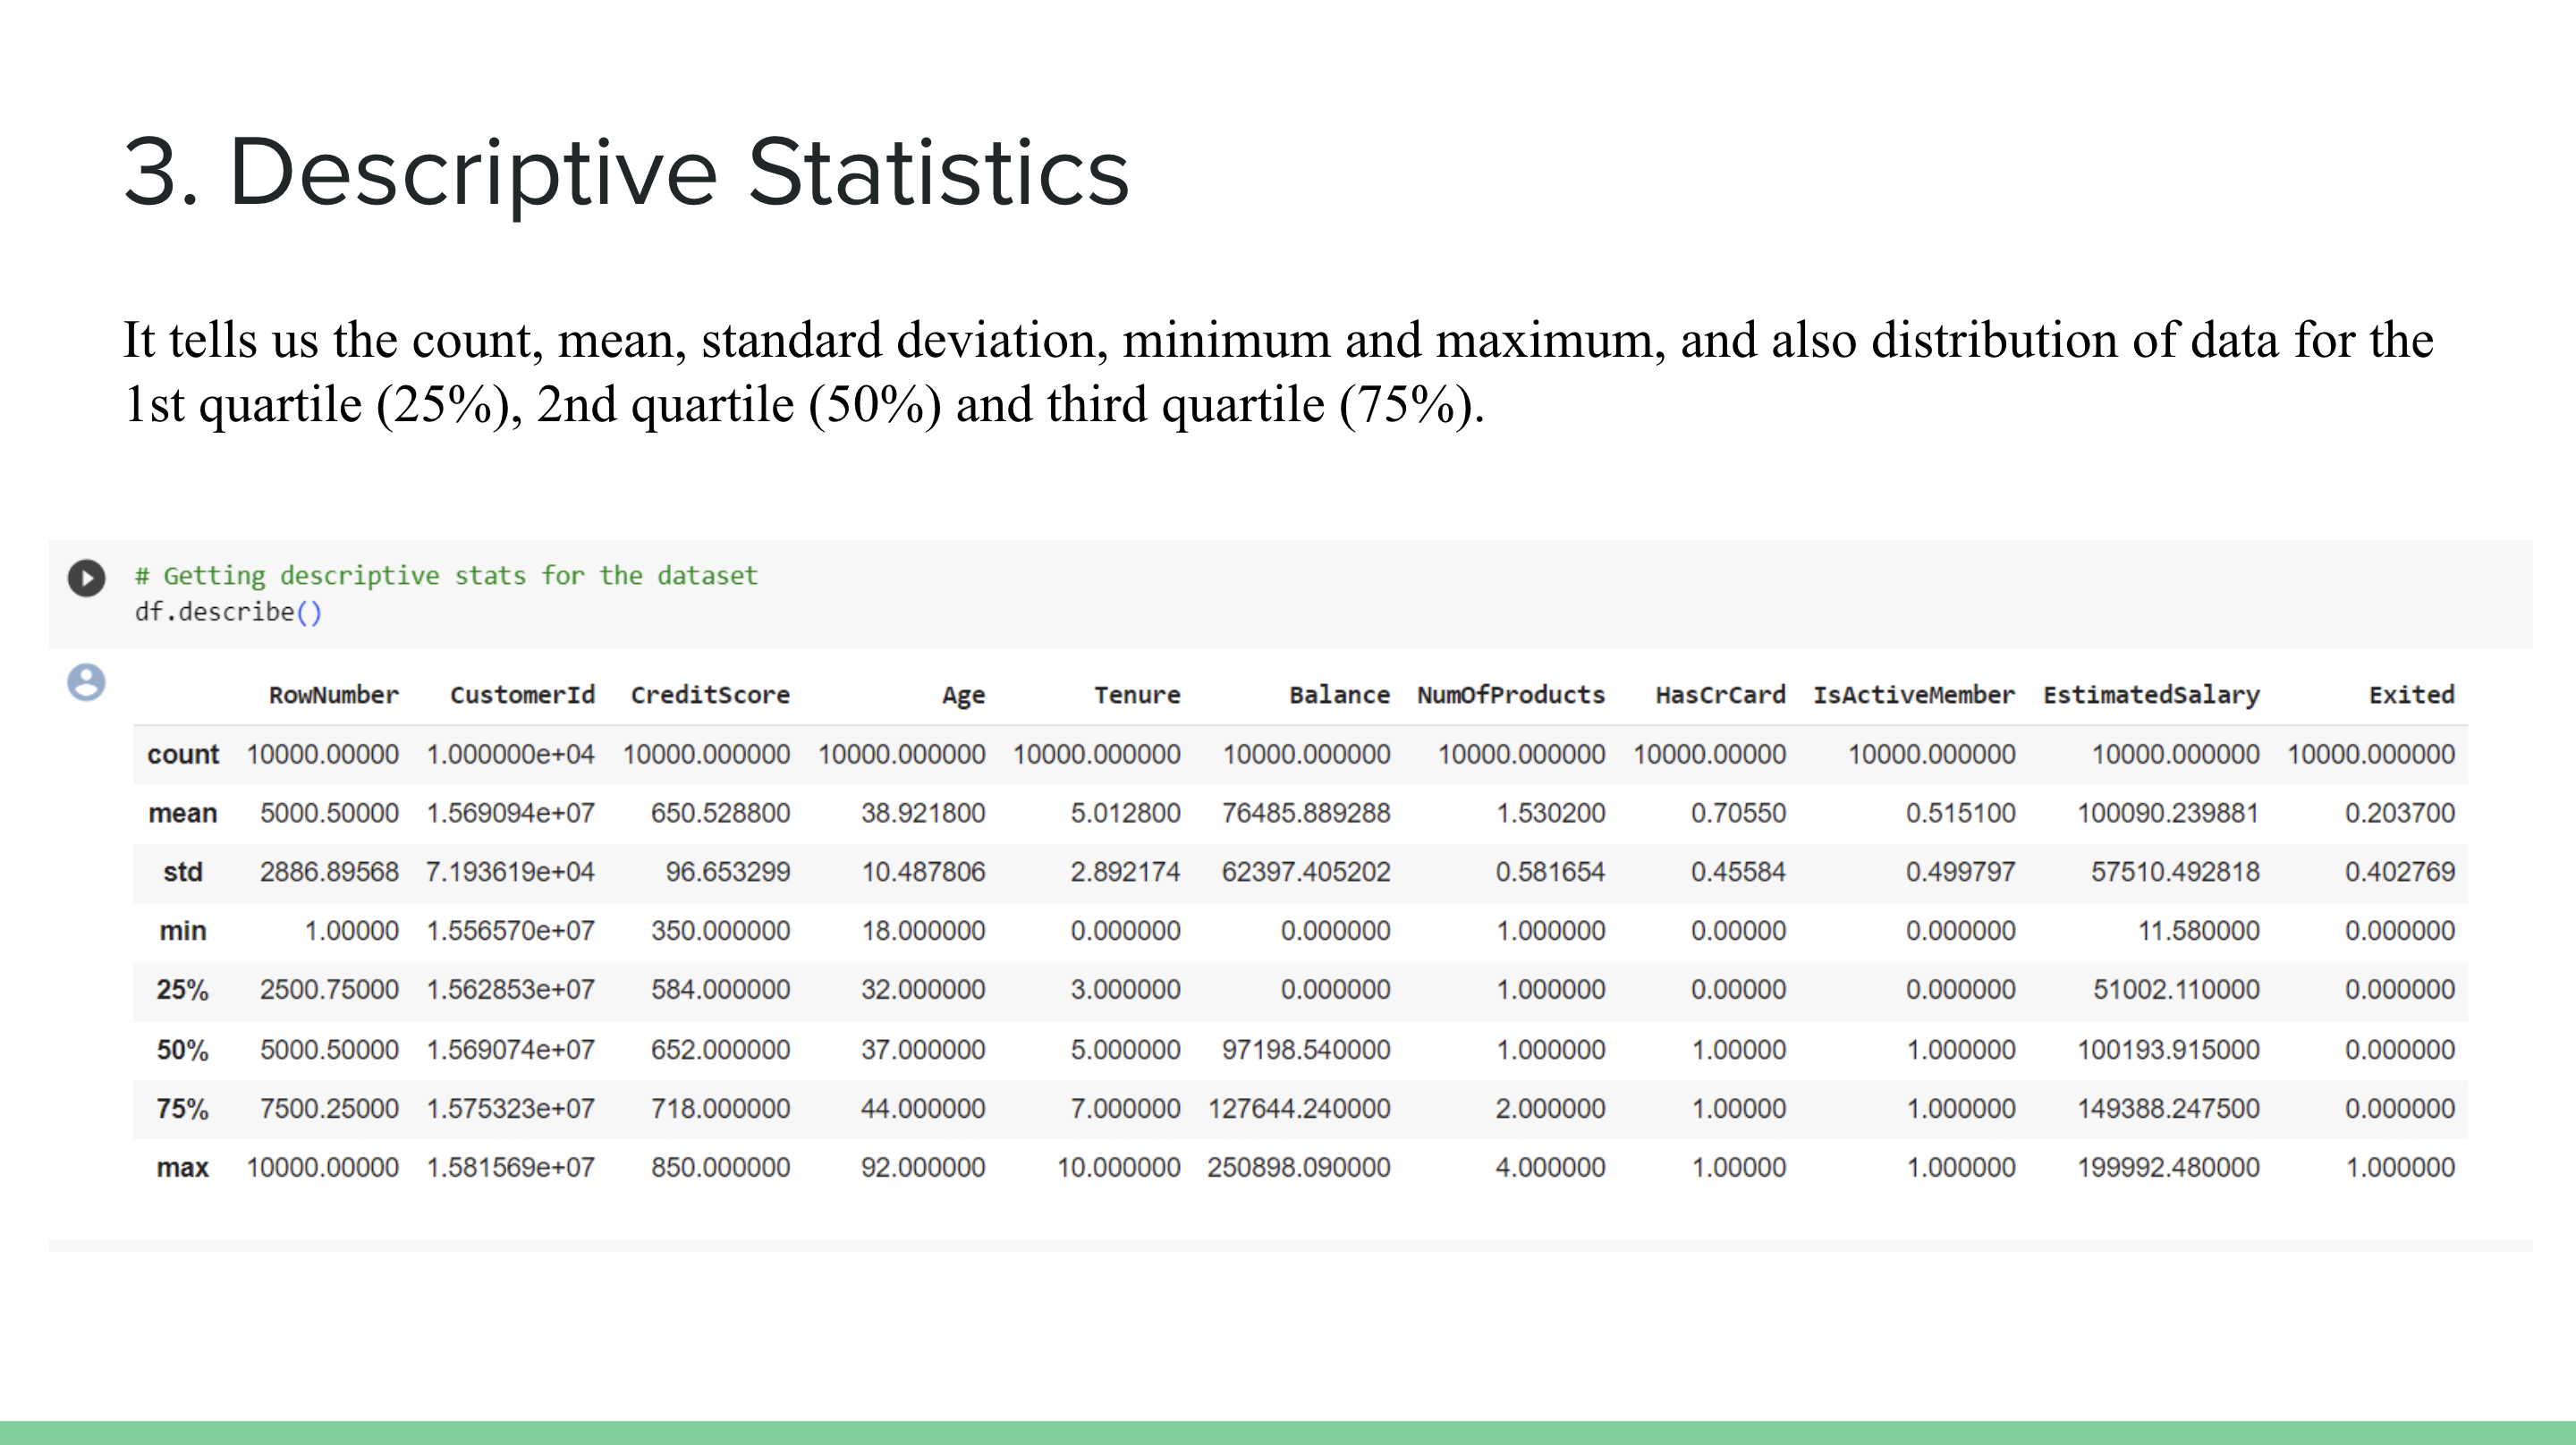 3. Descriptive Statistics
It tells us the count, mean, standard deviation, minimum and maximum, and also distribution of data for the
1st quartile (25%), 2nd quartile (50%) and third quartile (75%).
# Getting descriptive stats for the dataset
df.describe()
RowNumber CustomerId CreditScore Age Tenure Balance NumOfProducts HasCrCard IsActiveMember EstimatedSalary Exited
count 10000.00000 1.000000e+04 10000.000000 10000.000000 10000.000000 10000.000000 10000.000000 10000.00000 10000.000000 10000.000000 10000.000000
mean 5000.50000 1.569094e+07 650.528800 38.921800 5.012800 76485.889288 1.530200 0.70550 0.515100 100090.239881 0.203700
std 2886.89568 7.193619e+04 96.653299 10.487806 2.892174 62397.405202 0.581654 0.45584 0.499797 57510.492818 0.402769
min 1.00000 1.556570e+07 350.000000 18.000000 0.000000 0.000000 1.000000 0.00000 0.000000 11.580000 0.000000
25% 2500.75000 1.562853e+07 584.000000 32.000000 3.000000 0.000000 1.000000 0.00000 0.000000 51002.110000 0.000000
50% 5000.50000 1.569074e+07 652.000000 37.000000 5.000000 97198.540000 1.000000 1.00000 1.000000 100193.915000 0.000000
75% 7500.25000 1.575323e+07 718.000000 44.000000 7.000000 127644.240000 2.000000 1.00000 1.000000 149388.247500 0.000000
max 10000.00000 1.581569e+07 850.000000 92.000000 10.000000 250898.090000 4.000000 1.00000 1.000000 199992.480000 1.000000